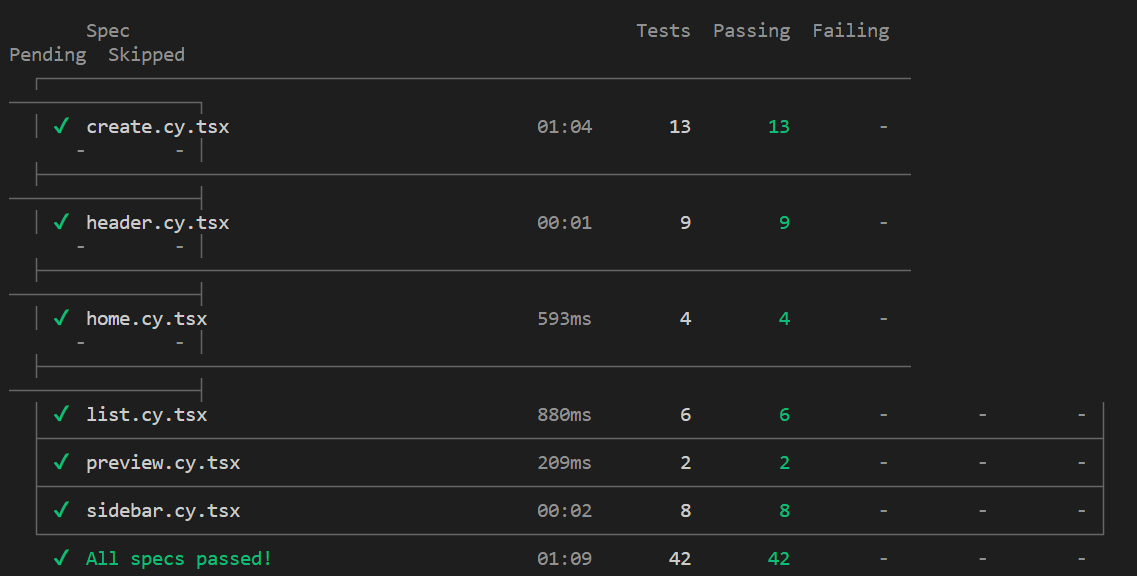 Spec Tests Passing Failing
Pending Skipped
✓ create.cy.tsx 01:04 13 13 -
- -
✓ header.cy.tsx 00:01 9 9 -
- -
✓ home.cy.tsx 593ms 4 4 -
- -
✓ list.cy.tsx 880ms 6 6 - - -
✓ preview.cy.tsx 209ms 2 2 - - -
✓ sidebar.cy.tsx 00:02 8 8 - - -
✓ All specs passed! 01:09 42 42 - - -